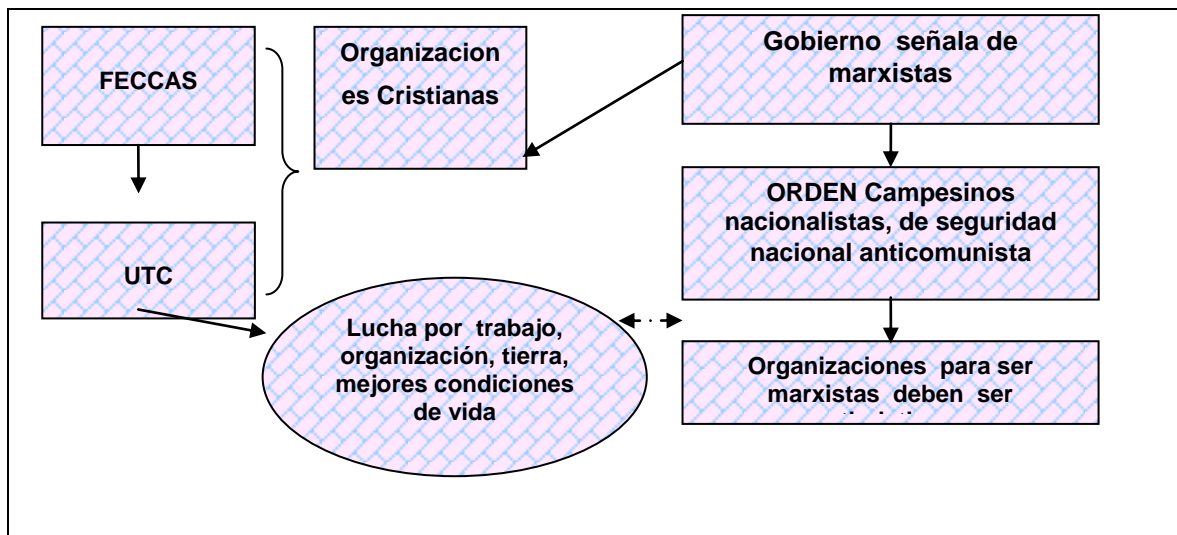 FECCAS
Organizacion
es Cristianas
Gobierno señala de
marxistas
UTC
ORDEN Campesinos
nacionalistas, de seguridad
nacional anticomunista
Lucha por trabajo,
organización, tierra,
mejores condiciones
de vida
Organizaciones para ser
marxistas deben ser